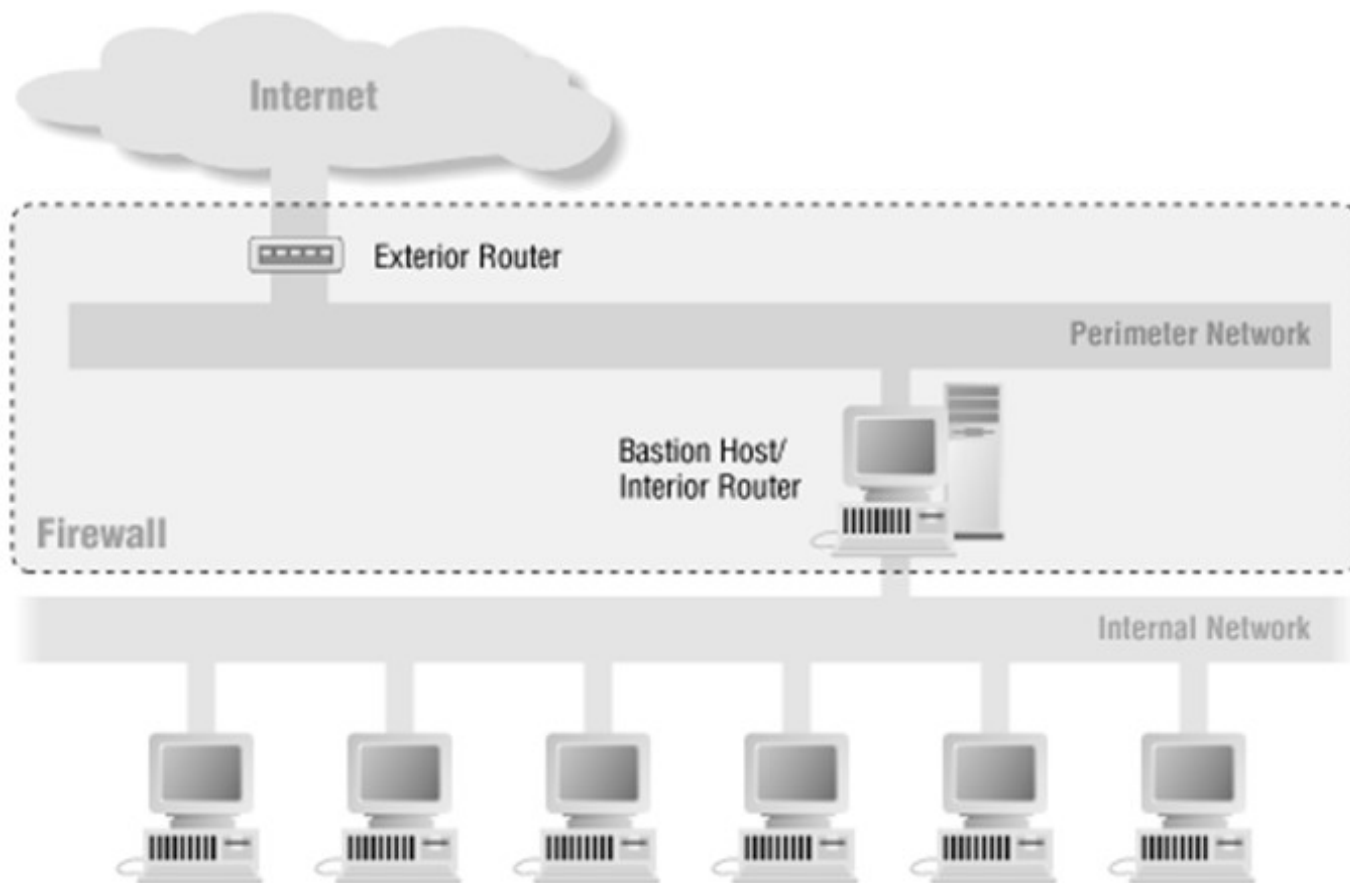 Internet
Exterior Router
Perimeter Network
Bastion Host/
Interior Router
Firewall
Internal Network